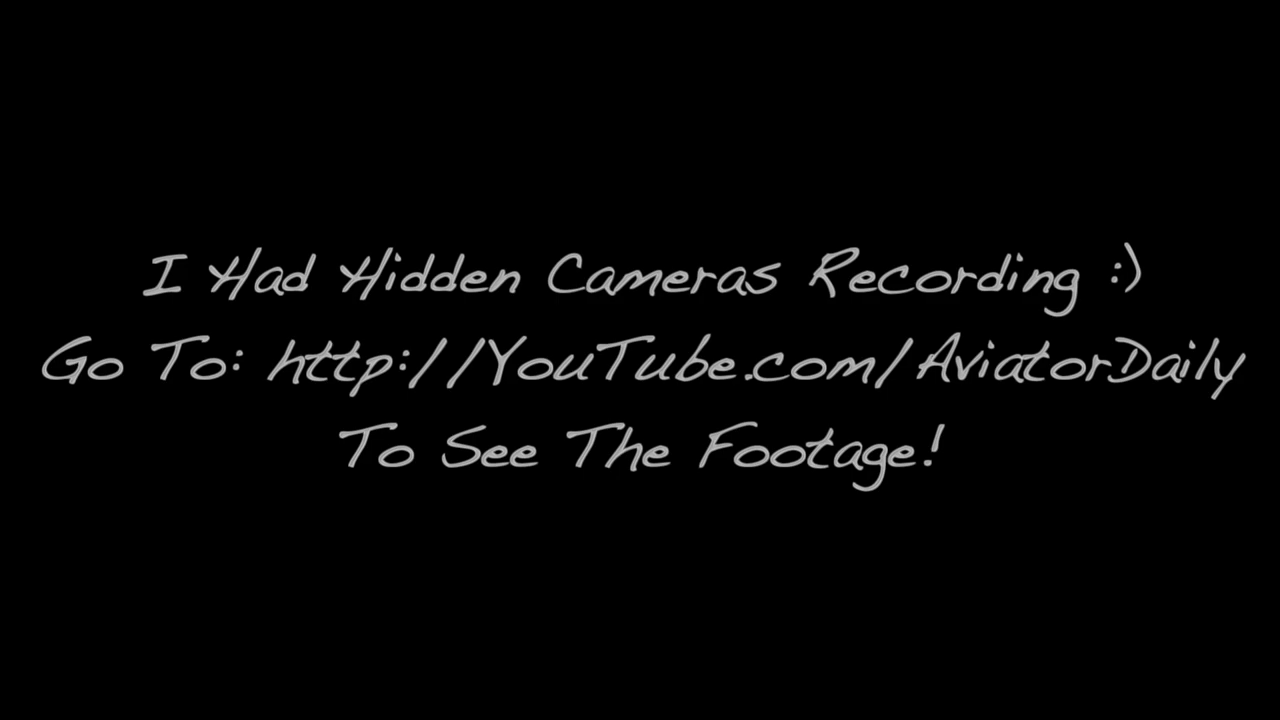 I Had Hidden Cameras Recording :)
Go To: http://YouTube.com/AviatorDaily
To See The Footage!